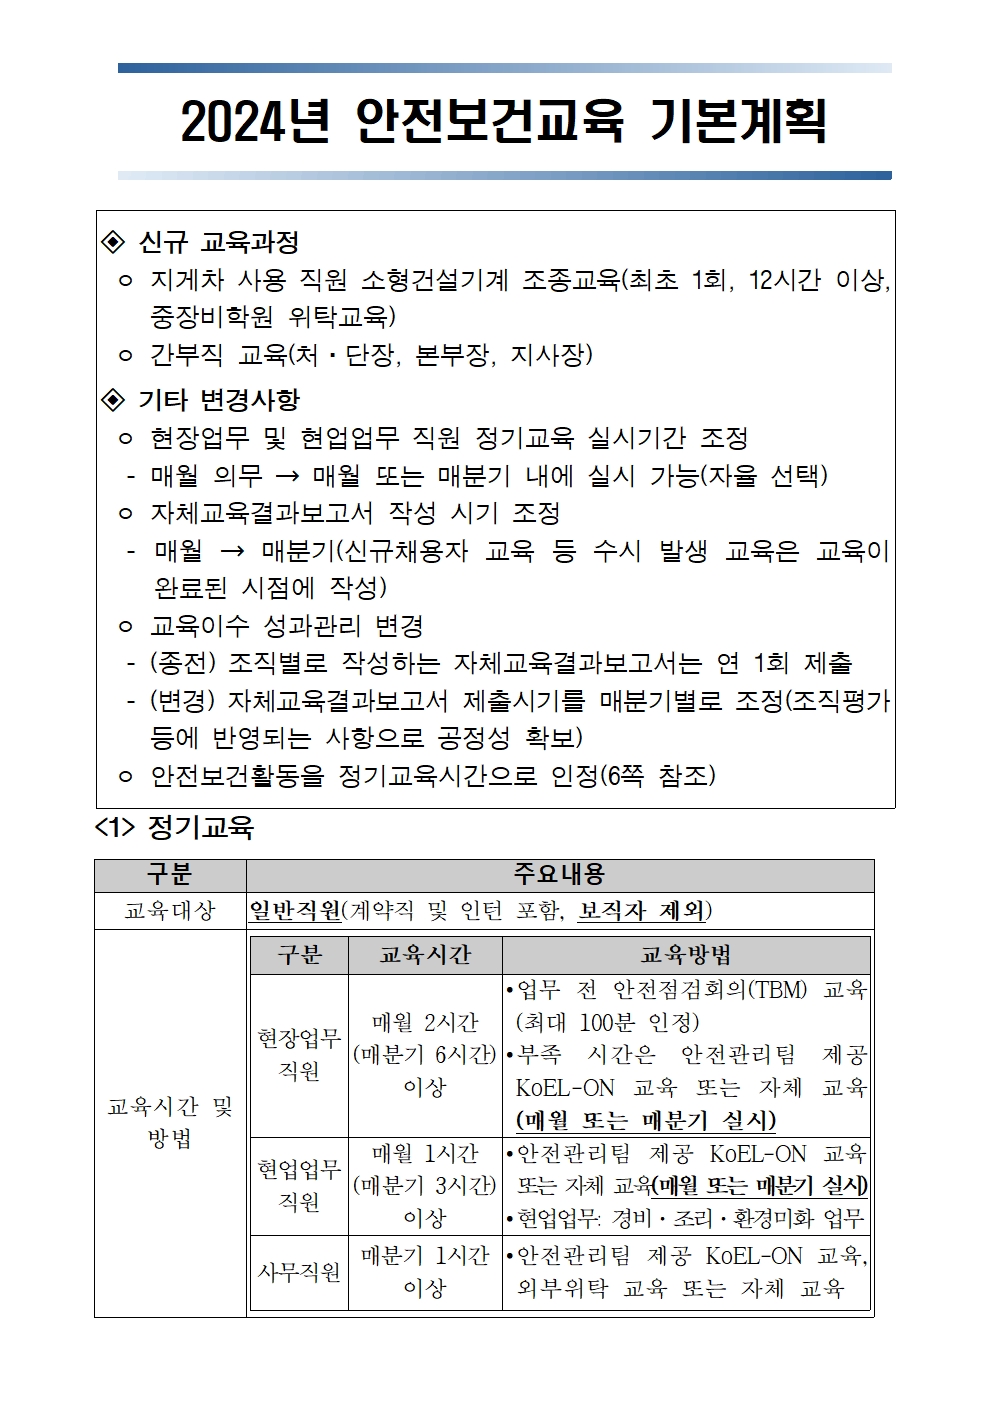 2024년 안전보건교육 기본계획
◈ 신규 교육과정
ㅇ 지게차 사용 직원 소형건설기계 조종교육(최초 1회, 12시간 이상,
중장비학원 위탁교육)
ㅇ 간부직 교육(처·단장, 본부장, 지사장)
◈ 기타 변경사항
ㅇ 현장업무 및 현업업무 직원 정기교육 실시기간 조정
- 매월 의무 → 매월 또는 매분기 내에 실시 가능(자율 선택)
ㅇ 자체교육결과보고서 작성 시기 조정
- 매월 → 매분기(신규채용자 교육 등 수시 발생 교육은 교육이
완료된 시점에 작성)
ㅇ 교육이수 성과관리 변경
- (종전) 조직별로 작성하는 자체교육결과보고서는 연 1회 제출
- (변경) 자체교육결과보고서 제출시기를 매분기별로 조정(조직평가
등에 반영되는 사항으로 공정성 확보)
ㅇ 안전보건활동을 정기교육시간으로 인정(6쪽 참조)
<1> 정기교육
구분 주요내용
교육대상 일반직원(계약직 및 인턴 포함, 보직자 제외)
교육시간 및
방법
구분 교육시간 교육방법
현장업무
직원
매월 2시간
(매분기 6시간)
이상
•업무 전 안전점검회의(TBM) 교육
(최대 100분 인정)
•부족 시간은 안전관리팀 제공
KoEL-ON 교육 또는 자체 교육
(매월 또는 매분기 실시)
현업업무
직원
매월 1시간
(매분기 3시간)
이상
•안전관리팀 제공 KoEL-ON 교육
또는 자체 교육(매월 또는 매분기 실시)
•현업업무: 경비·조리·환경미화 업무
사무직원
매분기 1시간
이상
•안전관리팀 제공 KoEL-ON 교육,
외부위탁 교육 또는 자체 교육